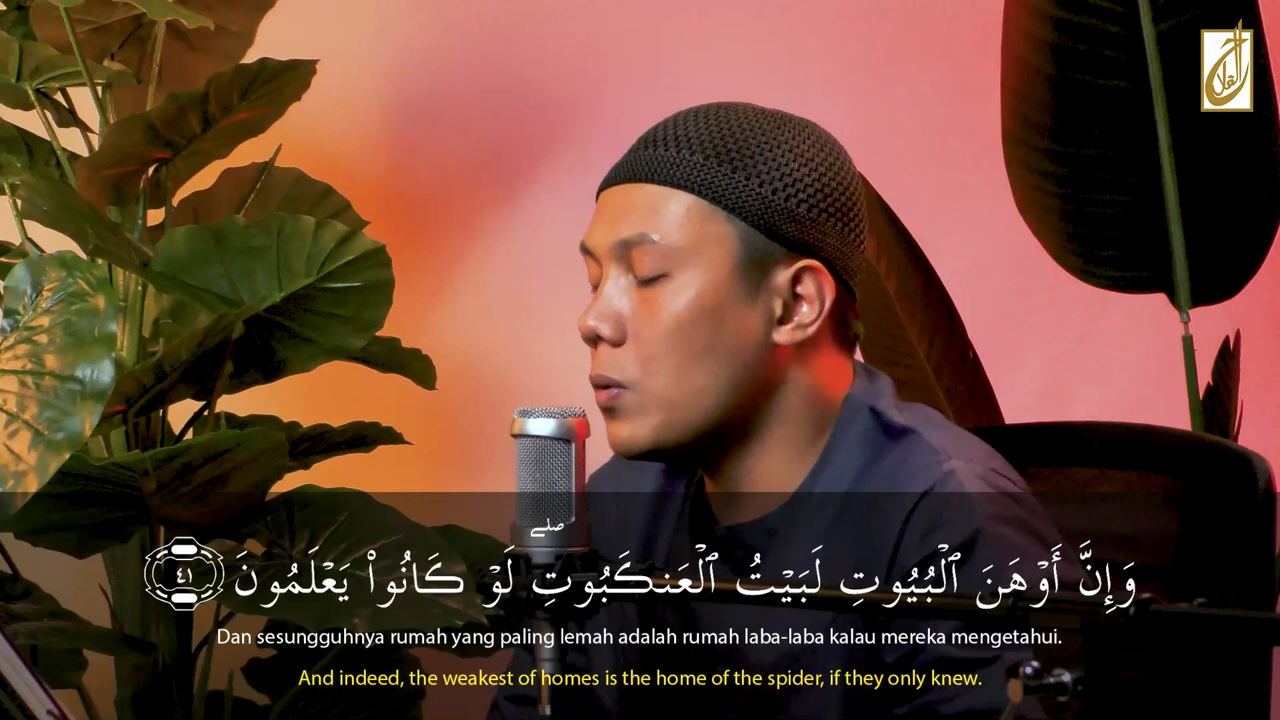 العلاج
صلے
وَإِنَّ أَوْهَنَ ٱلْبُيُوتِ لَبَيْتُ ٱلْعَنكَبُوتِ لَوْ كَانُوا۟ يَعْلَمُونَ ٤١
Dan sesungguhnya rumah yang paling lemah adalah rumah laba-laba kalau mereka mengetahui.
And indeed, the weakest of homes is the home of the spider, if they only knew.